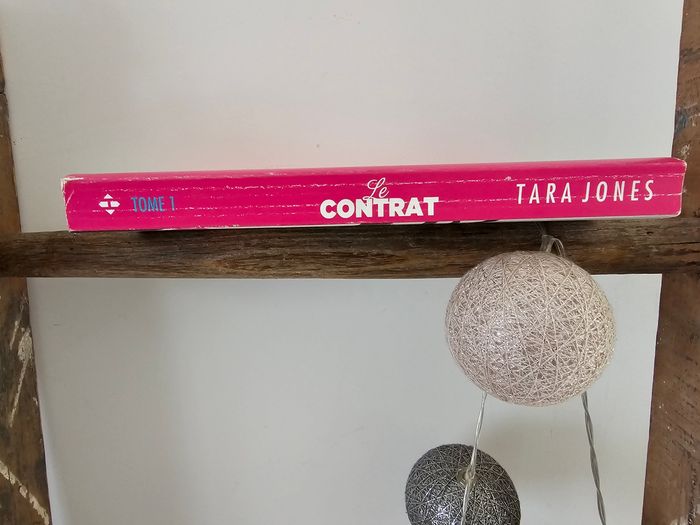 TOME 1
Le
CONTRAT
TARA JONES